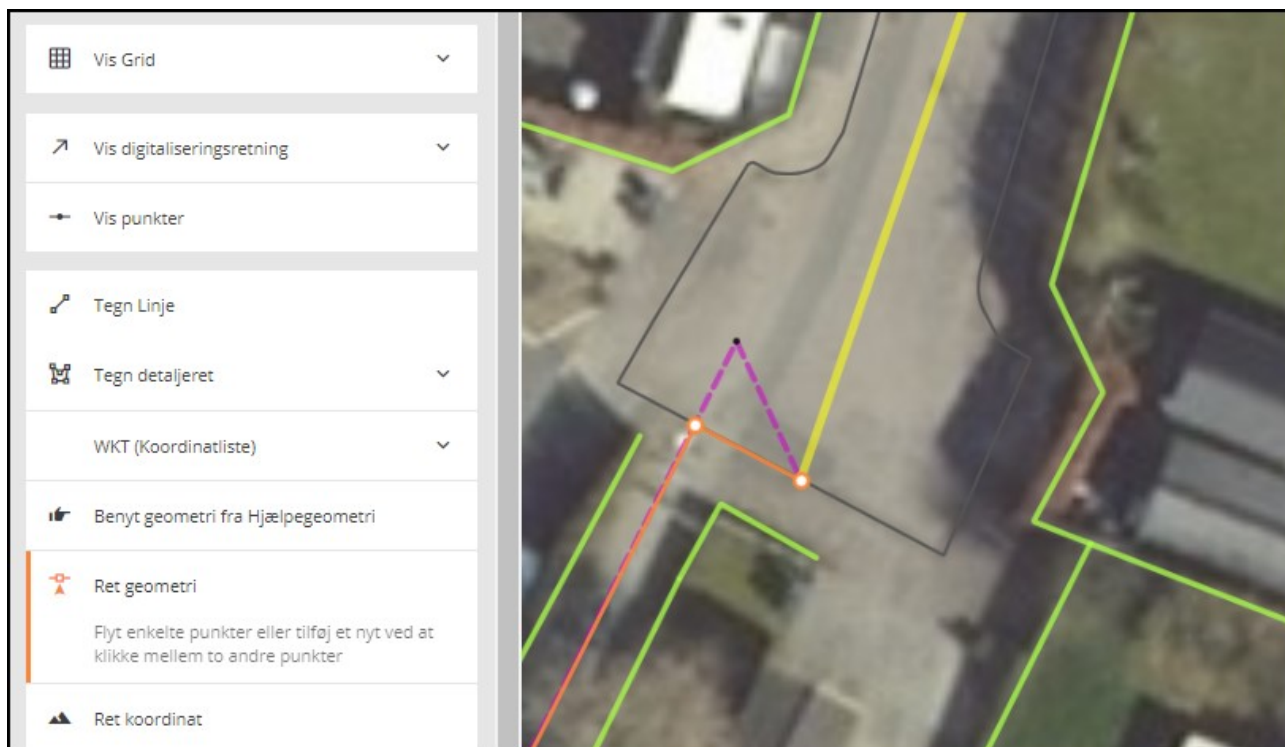 Vis Grid
Vis digitaliseringsretning
Vis punkter
Tegn Linje
Tegn detaljeret
WKT (Koordinatliste)
Benyt geometri fra Hjælpegeometri
Ret geometri
Flyt enkelte punkter eller tilføj et nyt ved at
klikke mellem to andre punkter
Ret koordinat